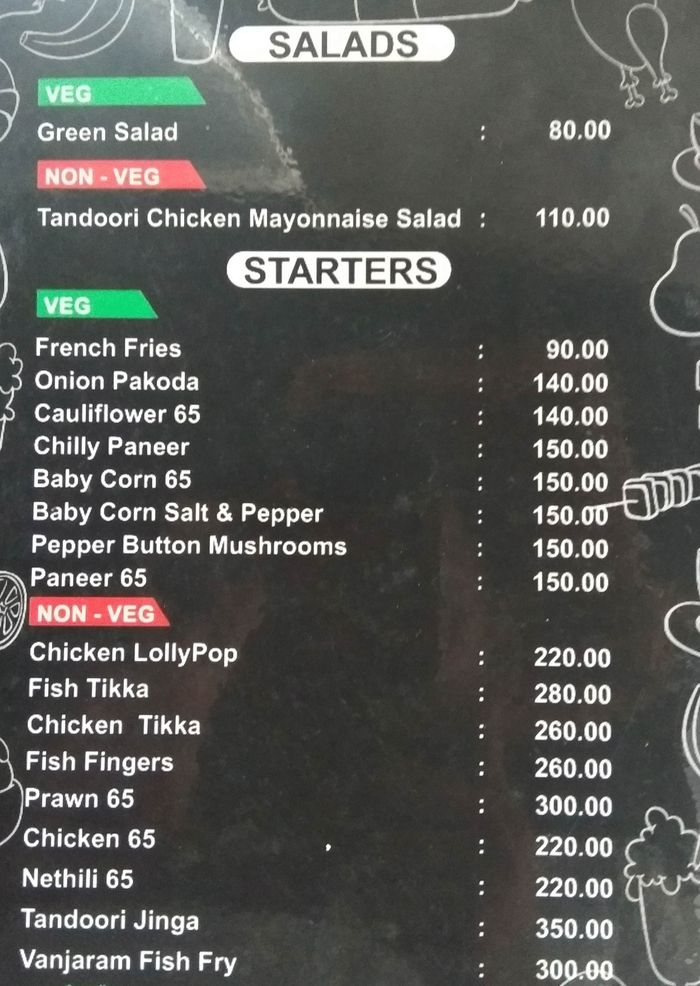 SALADS
VEG
Green Salad : 80.00
NON - VEG
Tandoori Chicken Mayonnaise Salad : 110.00
STARTERS
VEG
French Fries : 90.00
Onion Pakoda : 140.00
Cauliflower 65 : 140.00
Chilly Paneer : 150.00
Baby Corn 65 : 150.00
Baby Corn Salt & Pepper : 150.00
Pepper Button Mushrooms : 150.00
Paneer 65 : 150.00
NON - VEG
Chicken LollyPop : 220.00
Fish Tikka : 280.00
Chicken Tikka : 260.00
Fish Fingers : 260.00
Prawn 65 : 300.00
Chicken 65 : 220.00
Nethili 65 : 220.00
Tandoori Jinga : 350.00
Vanjaram Fish Fry : 300.00